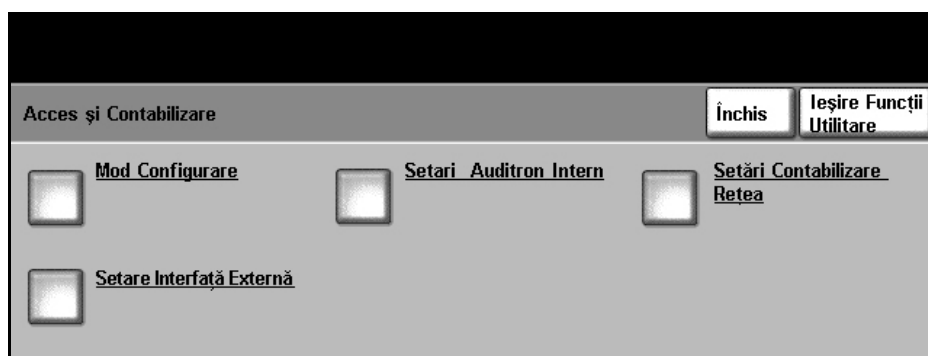 Acces şi Contabilizare
Închis
Ieşire Funcţii
Utilitare
Mod Configurare
Setari Auditron Intern
Setări Contabilizare
Reţea
Setare Interfaţă Externă